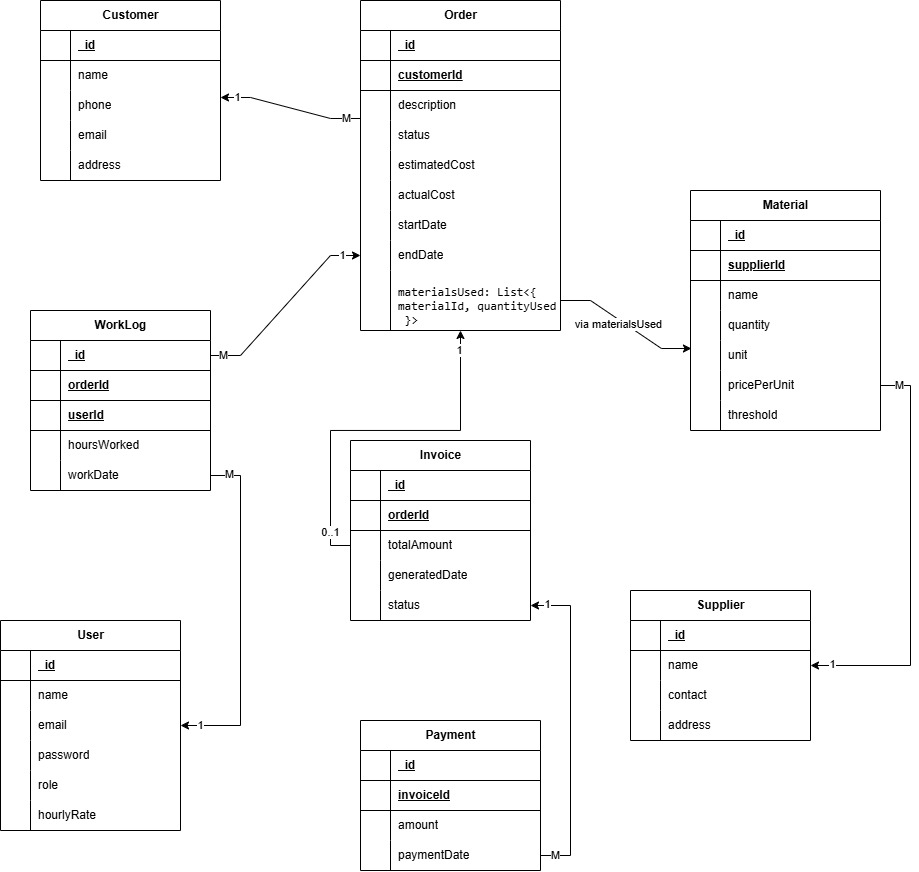 Customer
_id
name
phone
email
address
1
M
Order
_id
customerId
description
status
estimatedCost
actualCost
startDate
endDate
materialsUsed: List<{
materialId, quantityUsed
}>
via materialsUsed
Material
_id
supplierId
name
quantity
unit
pricePerUnit
threshold
M
1
WorkLog
_id
orderId
userId
hoursWorked
workDate
M
1
M
1
Invoice
_id
orderId
totalAmount
generatedDate
status
1
0..1
1
M
User
_id
name
email
password
role
hourlyRate
Payment
_id
invoiceId
amount
paymentDate
Supplier
_id
name
contact
address